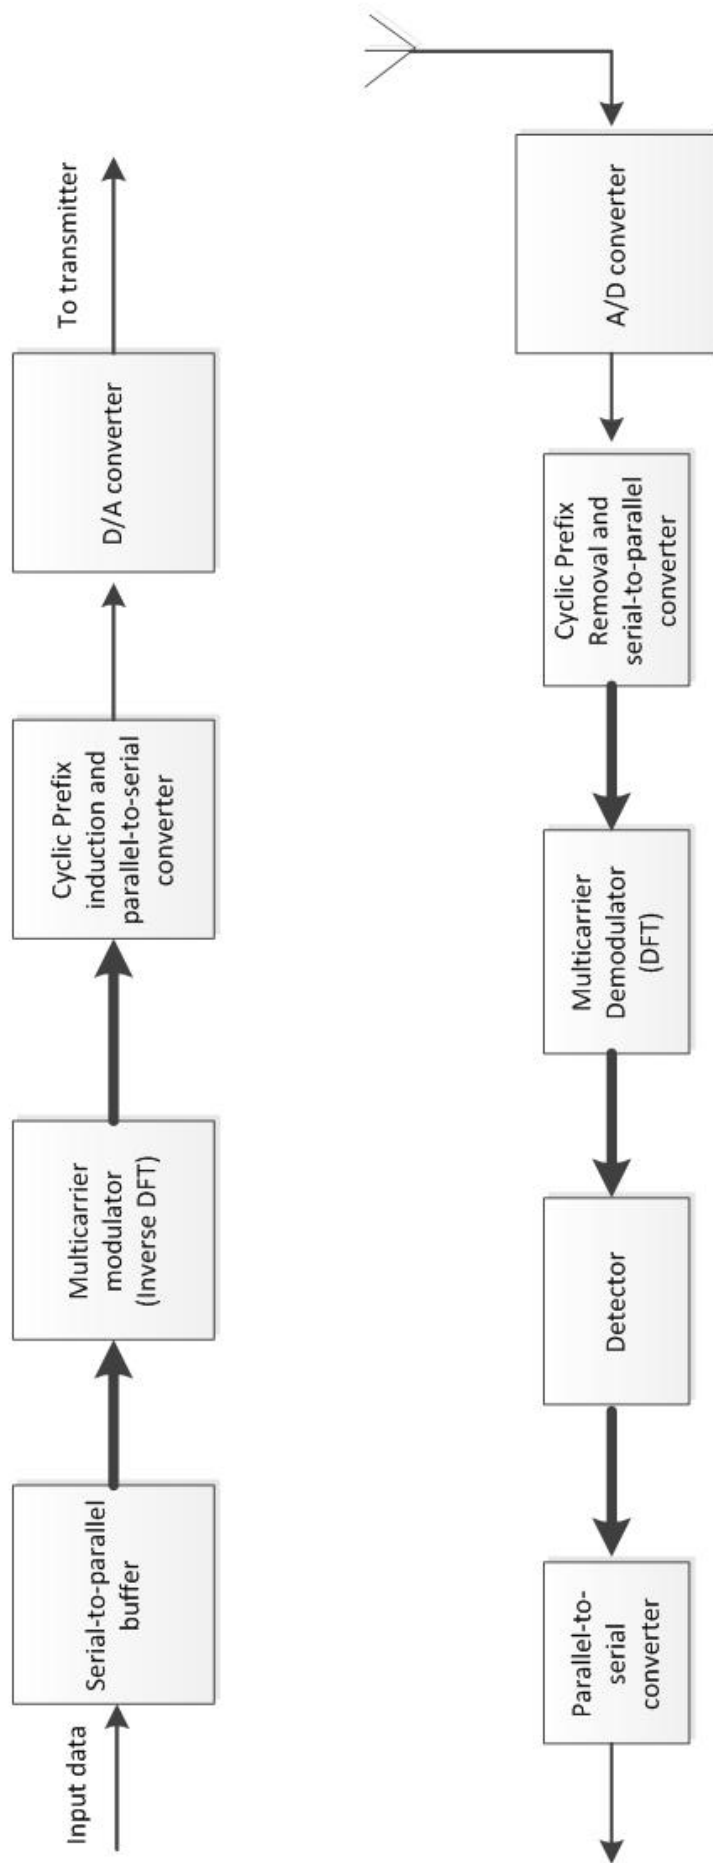 Input data
Serial-to-parallel
buffer
Multicarrier
modulator
(Inverse DFT)
Cyclic Prefix
induction and
parallel-to-serial
converter
D/A converter
To transmitter
A/D converter
Cyclic Prefix
Removal and
serial-to-parallel
converter
Multicarrier
Demodulator
(DFT)
Detector
Parallel-to-
serial
converter